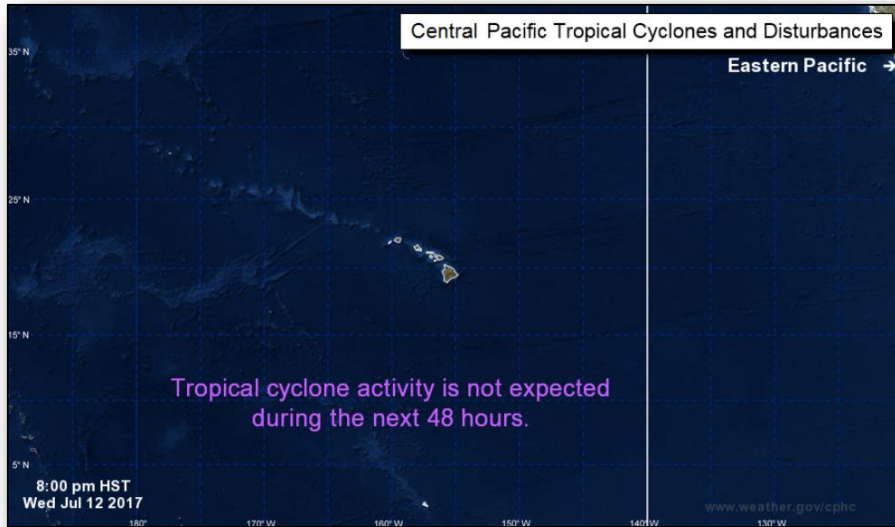 Central Pacific Tropical Cyclones and Disturbances
Eastern Pacific →
35° N
25° N
15° N
5° N
Tropical cyclone activity is not expected
during the next 48 hours.
8:00 pm HST
Wed Jul 12 2017
www.weather.gov/cphc
180° 170° W 160° W 150° W 140° W 130° W